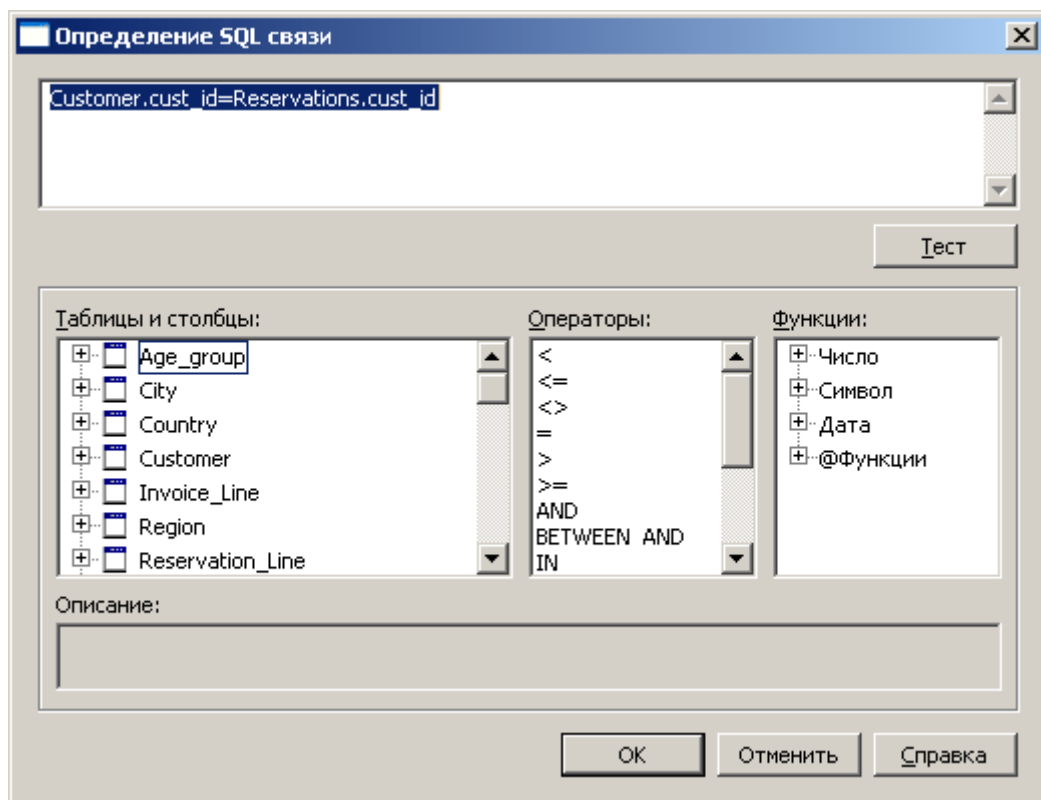 Определение SQL связи
Customer.cust_id=Reservations.cust_id
Тест
Таблицы и столбцы:
Операторы:
Функции:
Age_group
City
Country
Customer
Invoice_Line
Region
Reservation_Line
<
<=
<>
=
>
>=
AND
BETWEEN AND
IN
Число
Символ
Дата
@Функции
Описание:
OK
Отменить
Справка